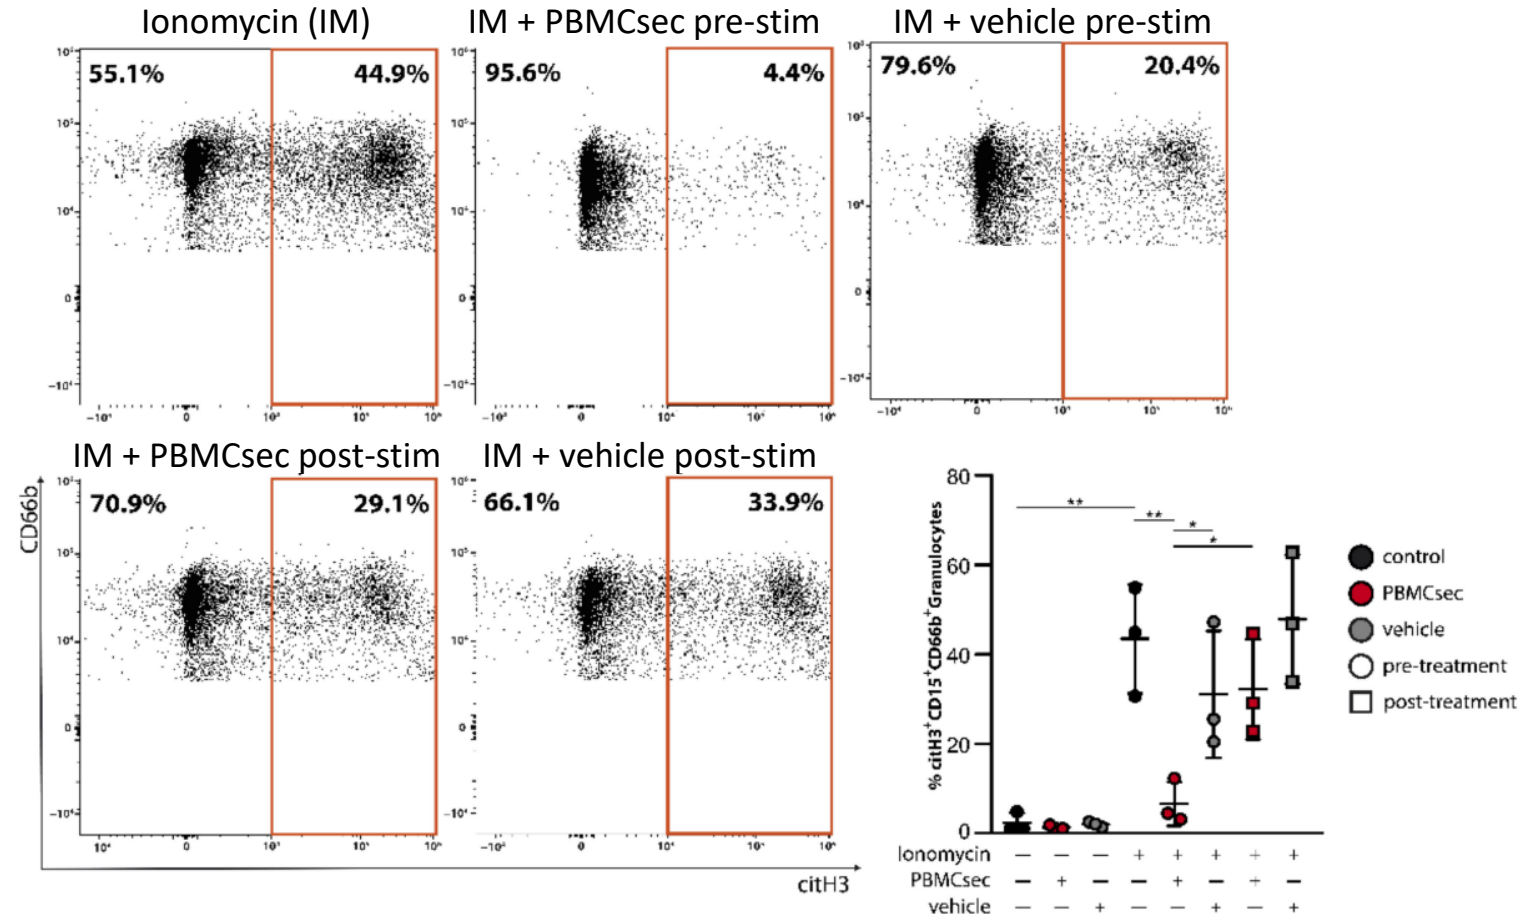 Ionomycin (IM)
IM + PBMCsec pre-stim
IM + vehicle pre-stim
55.1%
44.9%
95.6%
4.4%
79.6%
20.4%
IM + PBMCsec post-stim
IM + vehicle post-stim
70.9%
29.1%
66.1%
33.9%
CD66b
citH3
% citH3+CD15+CD66b+Granulocytes
80
60
40
20
0
**
**
*
*
control
PBMCsec
vehicle
pre-treatment
post-treatment
Ionomycin — — — + + + + +
PBMCsec — + — — + — + —
vehicle — — + — — + — +